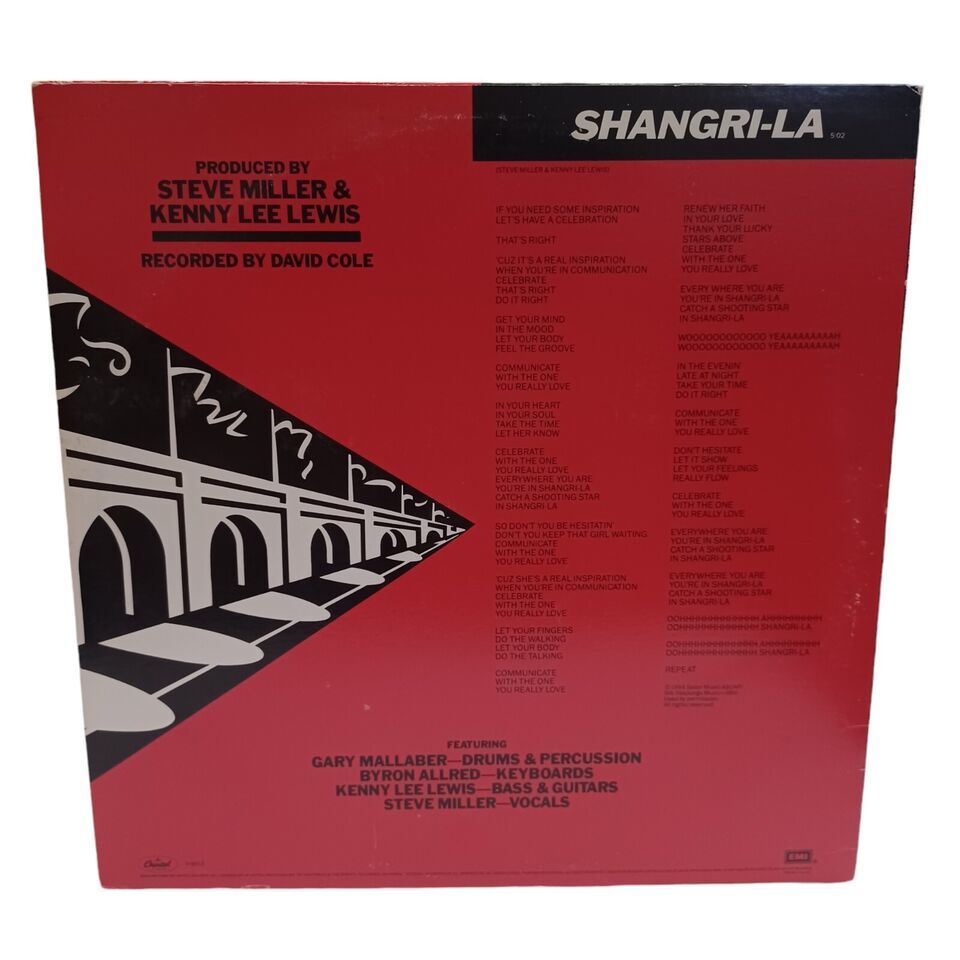 PRODUCED BY
STEVE MILLER &
KENNY LEE LEWIS
RECORDED BY DAVID COLE
SHANGRI-LA 5:02
(STEVE MILLER & KENNY LEE LEWIS)
IF YOU NEED SOME INSPIRATION
LET'S HAVE A CELEBRATION
THAT'S RIGHT
'CUZ IT'S A REAL INSPIRATION
WHEN YOU'RE IN COMMUNICATION
CELEBRATE
THAT'S RIGHT
DO IT RIGHT
GET YOUR MIND
IN THE MOOD
LET YOUR BODY
FEEL THE GROOVE
COMMUNICATE
WITH THE ONE
YOU REALLY LOVE
IN YOUR HEART
IN YOUR SOUL
TAKE THE TIME
LET HER KNOW
CELEBRATE
WITH THE ONE
YOU REALLY LOVE
EVERYWHERE YOU ARE
YOU'RE IN SHANGRI-LA
CATCH A SHOOTING STAR
IN SHANGRI-LA
SO DON'T YOU BE HESITATIN'
DON'T YOU KEEP THAT GIRL WAITING
COMMUNICATE
WITH THE ONE
YOU REALLY LOVE
'CUZ SHE'S A REAL INSPIRATION
WHEN YOU'RE IN COMMUNICATION
CELEBRATE
WITH THE ONE
YOU REALLY LOVE
LET YOUR FINGERS
DO THE WALKING
LET YOUR BODY
DO THE TALKING
COMMUNICATE
WITH THE ONE
YOU REALLY LOVE
RENEW HER FAITH
IN YOUR LOVE
THANK YOUR LUCKY
STARS ABOVE
CELEBRATE
WITH THE ONE
YOU REALLY LOVE
EVERY WHERE YOU ARE
YOU'RE IN SHANGRI-LA
CATCH A SHOOTING STAR
IN SHANGRI-LA
WOOOOOOOOOOOO YEAAAAAAAAAH
WOOOOOOOOOOOO YEAAAAAAAAAH
IN THE EVENIN'
LATE AT NIGHT
TAKE YOUR TIME
DO IT RIGHT
COMMUNICATE
WITH THE ONE
YOU REALLY LOVE
DON'T HESITATE
LET IT SHOW
LET YOUR FEELINGS
REALLY FLOW
CELEBRATE
WITH THE ONE
YOU REALLY LOVE
EVERYWHERE YOU ARE
YOU'RE IN SHANGRI-LA
CATCH A SHOOTING STAR
IN SHANGRI-LA
EVERYWHERE YOU ARE
YOU'RE IN SHANGRI-LA
CATCH A SHOOTING STAR
IN SHANGRI-LA
SHANGRI-LA
SHANGRI-LA
REPEAT
Used by permission.
All rights reserved.
FEATURING
GARY MALLABER—DRUMS & PERCUSSION
BYRON ALLRED—KEYBOARDS
KENNY LEE LEWIS—BASS & GUITARS
STEVE MILLER—VOCALS
Capitol
EMI